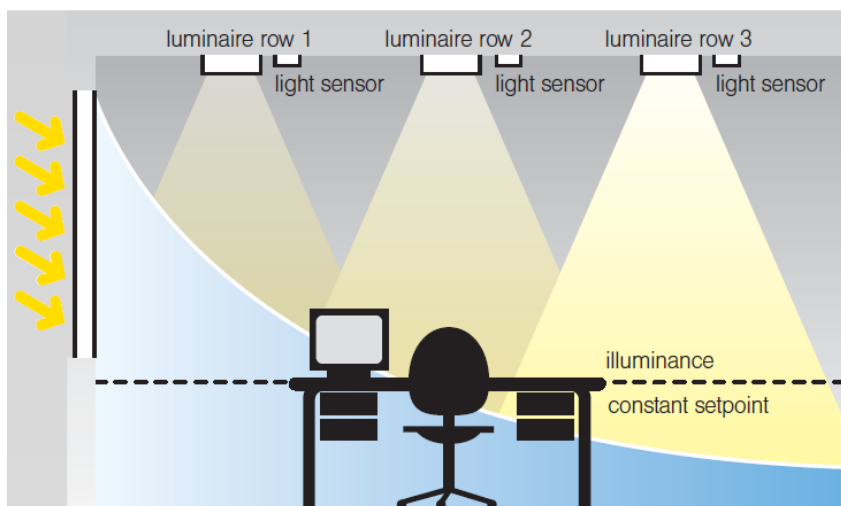 luminaire row 1
luminaire row 2
luminaire row 3
light sensor
light sensor
light sensor
illuminance
constant setpoint